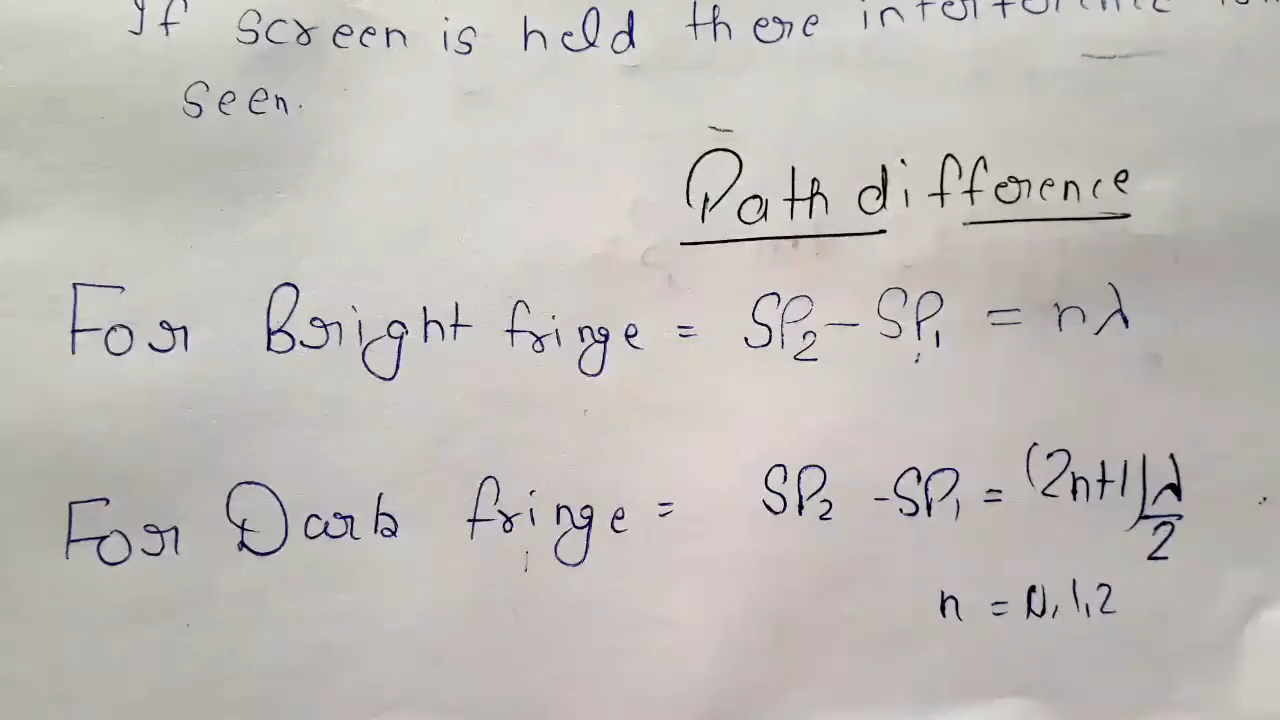 If screen is held there interference
seen.
Path difference
For Bright fringe = SP₂ – SP₁ = nλ
For Dark fringe = SP₂ - SP₁ = (2n+1)λ/2
n = 0, 1, 2